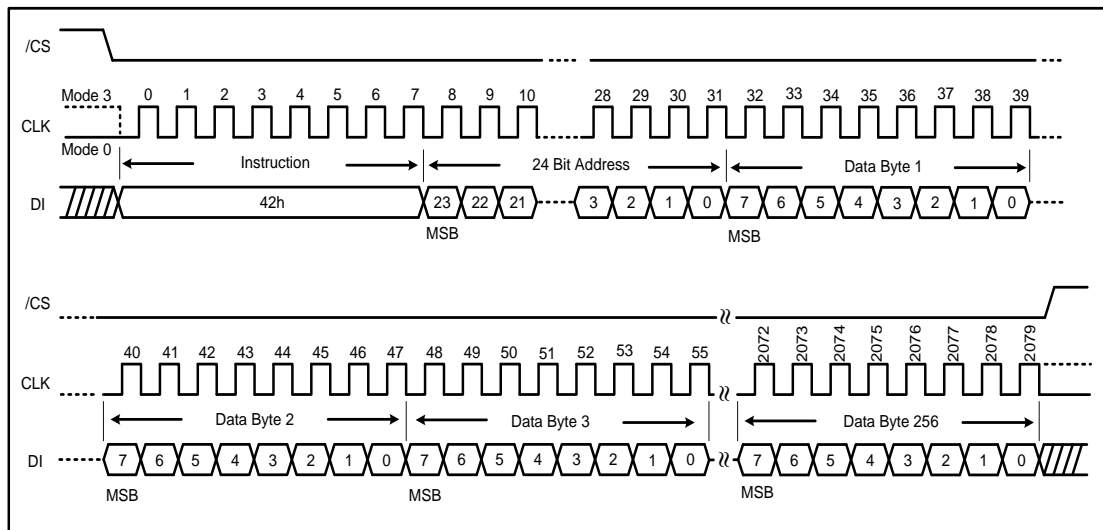 /CS
Mode 3 0 1 2 3 4 5 6 7 8 9 10 28 29 30 31 32 33 34 35 36 37 38 39
CLK
Mode 0
Instruction 24 Bit Address Data Byte 1
DI 42h 23 22 21 3 2 1 0 7 6 5 4 3 2 1 0
MSB MSB
/CS
40 41 42 43 44 45 46 47 48 49 50 51 52 53 54 55 2072 2073 2074 2075 2076 2077 2078 2079
CLK
Data Byte 2 Data Byte 3 Data Byte 256
DI 7 6 5 4 3 2 1 0 7 6 5 4 3 2 1 0 7 6 5 4 3 2 1 0
MSB MSB MSB